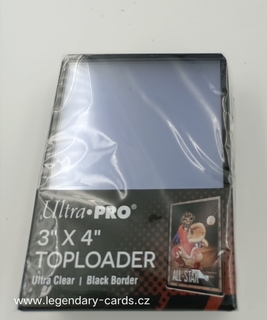 Ultra•PRO®
3" X 4"
TOPLOADER
Ultra Clear | Black Border
ALL STAR
www.legendary-cards.cz